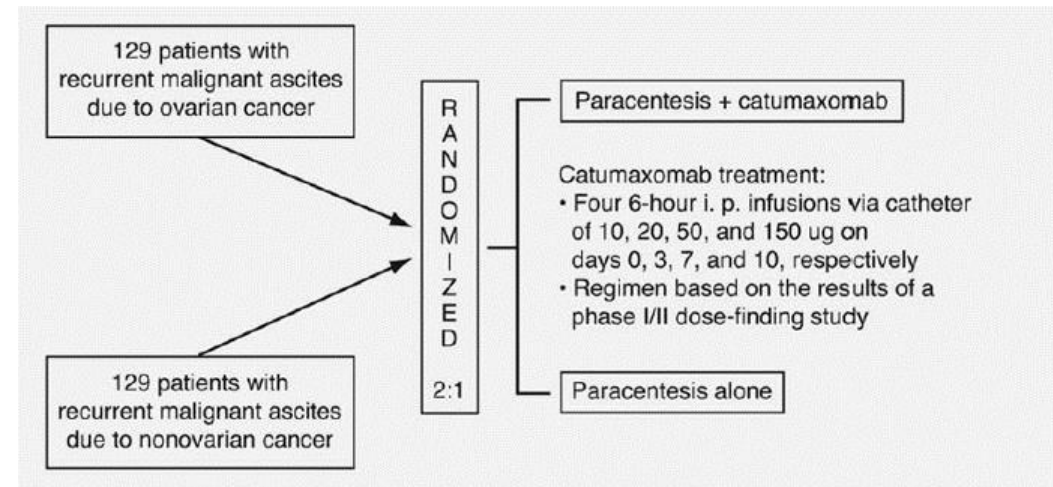 129 patients with
recurrent malignant ascites
due to ovarian cancer
129 patients with
recurrent malignant ascites
due to nonovarian cancer
RANDOMIZED
2:1
Paracentesis + catumaxomab
Catumaxomab treatment:
• Four 6-hour i. p. infusions via catheter
of 10, 20, 50, and 150 ug on
days 0, 3, 7, and 10, respectively
• Regimen based on the results of a
phase I/II dose-finding study
Paracentesis alone